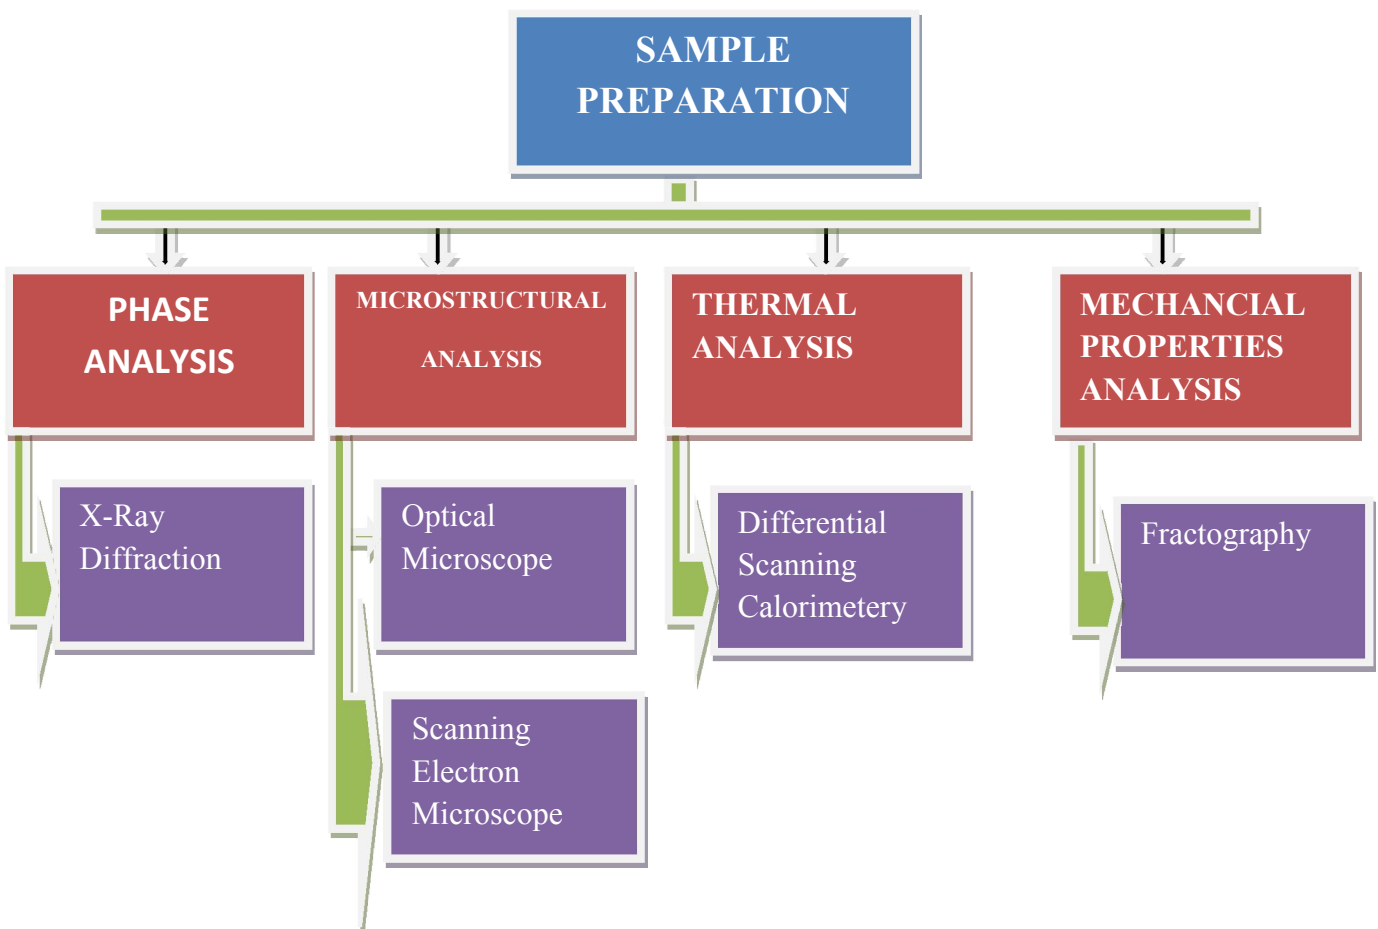 SAMPLE
PREPARATION
PHASE
ANALYSIS
MICROSTRUCTURAL
ANALYSIS
THERMAL
ANALYSIS
MECHANCIAL
PROPERTIES
ANALYSIS
X-Ray
Diffraction
Optical
Microscope
Scanning
Electron
Microscope
Differential
Scanning
Calorimetery
Fractography